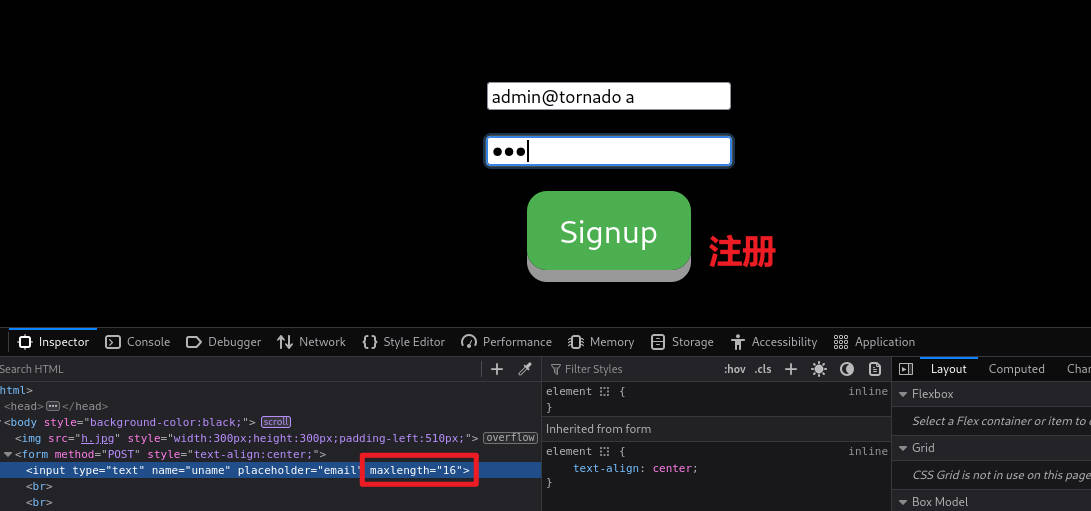 admin@tornado a
Signup
注册
Inspector Console Debugger Network Style Editor Performance Memory Storage Accessibility Application
Search HTML
Filter Styles :hov .cls Layout Computed
html>
<head> </head>
<body style="background-color:black;"> scroll
<img src="h.jpg" style="width:300px;height:300px;padding-left:510px;"> overflow
<form method="POST" style="text-align:center;">
<input type="text" name="uname" placeholder="email" maxlength="16">
<br>
<br>
element { inline
}
Inherited from form
element { inline
text-align: center;
}
Flexbox
Select a Flex container or item to
Grid
CSS Grid is not in use on this page
Box Model